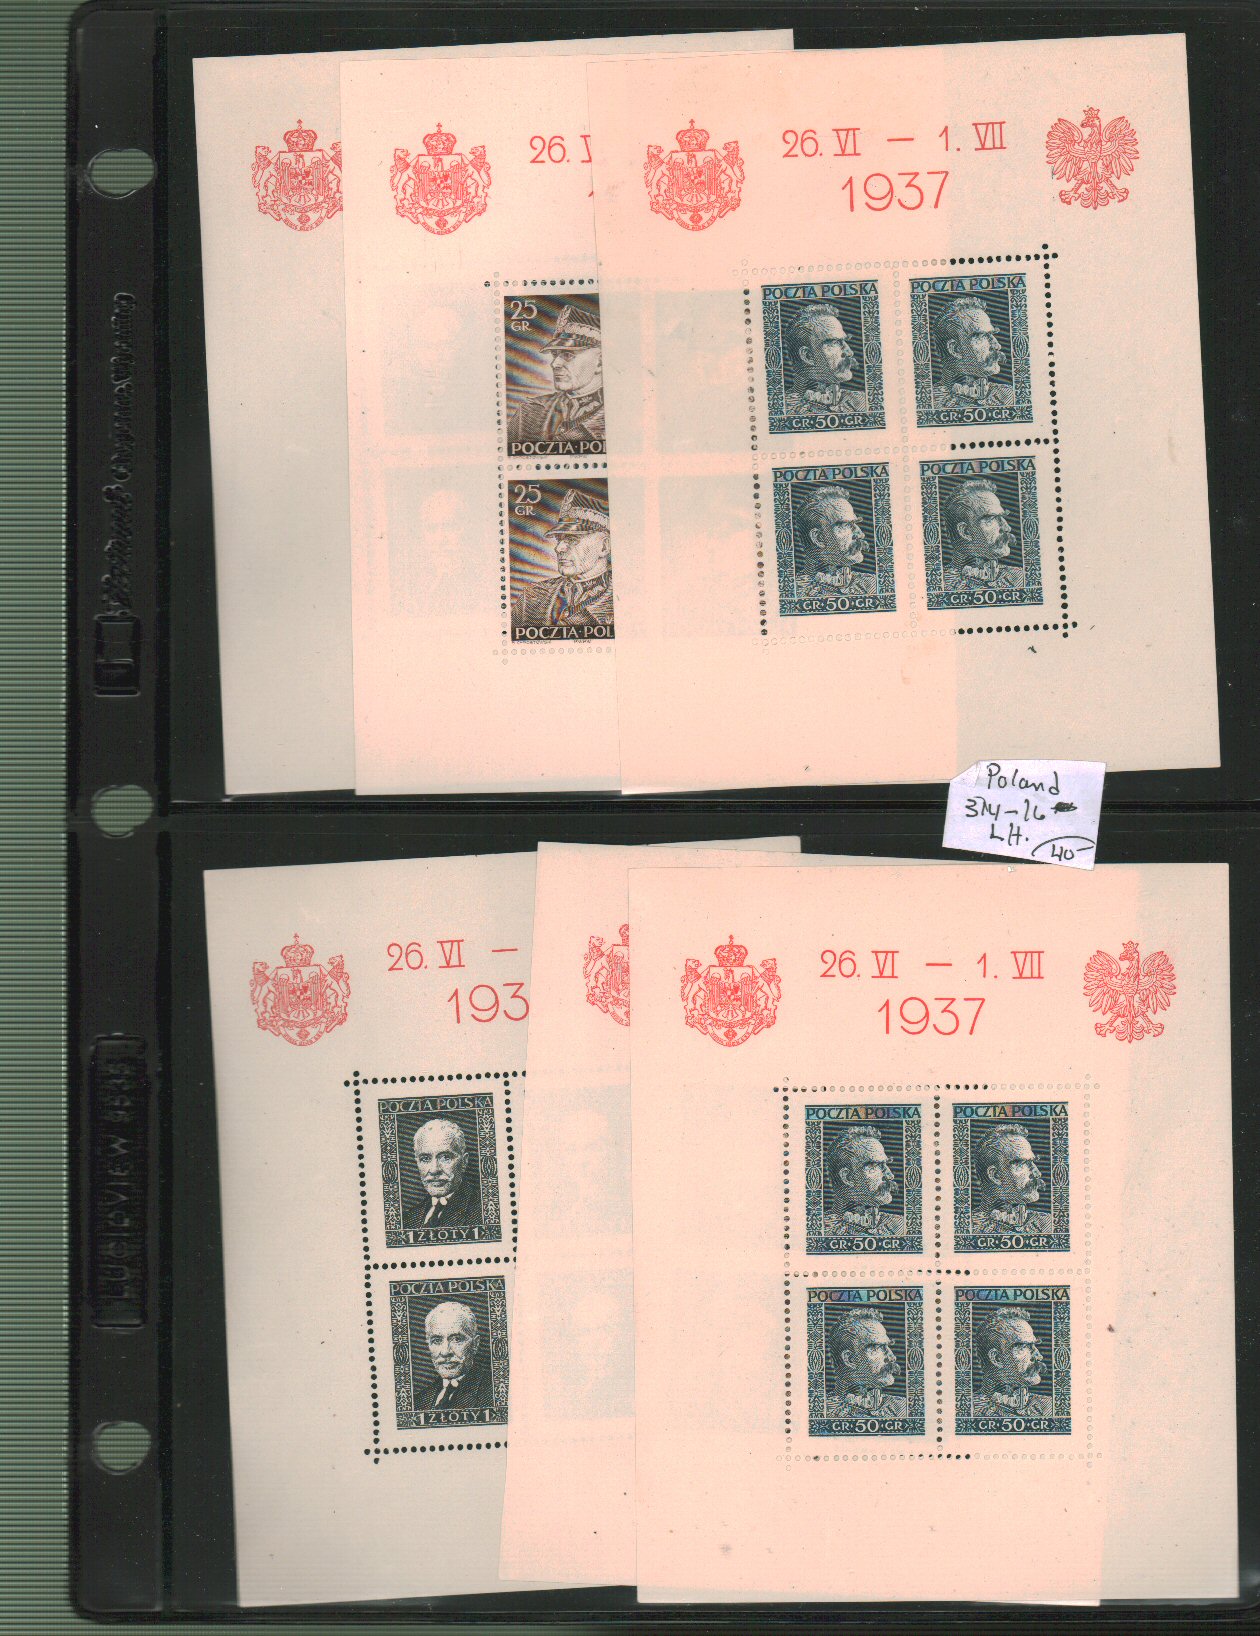 26. V
26. VI — 1. VII
1937
25
GR
POCZTA·POL
25
GR.
POCZTA·POL
POCZTA POLSKA
GR·50·GR
POCZTA POLSKA
GR·50·GR
POCZTA POLSKA
GR·50·GR
POCZTA POLSKA
GR·50·GR
Poland
314-16
LH.
40-
26. VI —
193
POCZTA POLSKA
1 ZŁOTY 1
POCZTA POLSKA
1 ZŁOTY 1
26. VI — 1. VII
1937
POCZTA POLSKA
GR·50·GR
POCZTA POLSKA
GR·50·GR
POCZTA POLSKA
GR·50·GR
POCZTA POLSKA
GR·50·GR